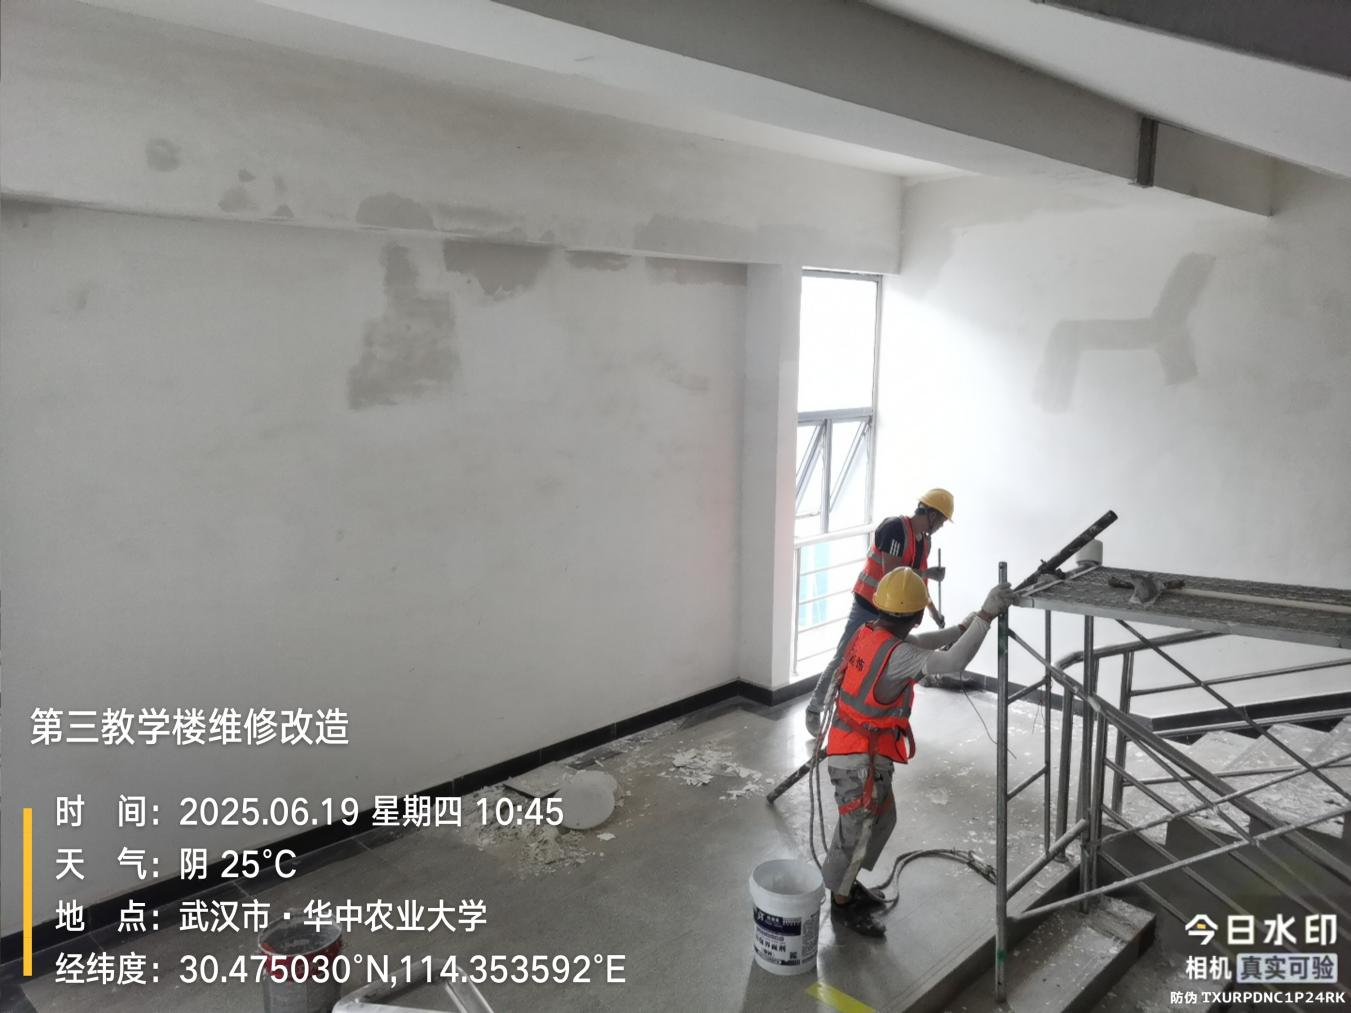 第三教学楼维修改造
时 间：2025.06.19 星期四 10:45
天 气：阴 25°C
地 点：武汉市·华中农业大学
经纬度：30.475030°N,114.353592°E
今日水印
相机 真实可验
防伪 TXURPDNC1P24RK